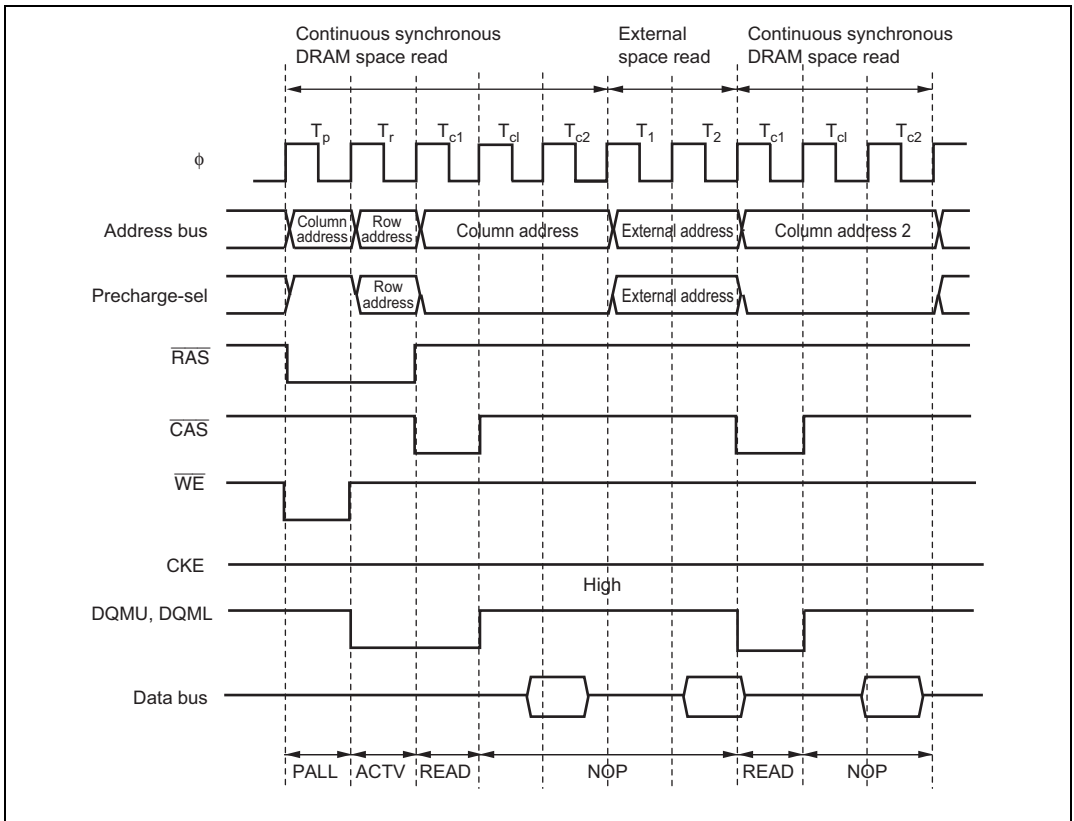 Continuous synchronous
DRAM space read
External
space read
Continuous synchronous
DRAM space read
Tp Tr Tc1 Tcl Tc2 T1 T2 Tc1 Tcl Tc2
ϕ
Address bus
Column
address
Row
address
Column address
External address
Column address 2
Precharge-sel
Row
address
External address
RAS
CAS
WE
CKE
High
DQMU, DQML
Data bus
PALL ACTV READ NOP READ NOP